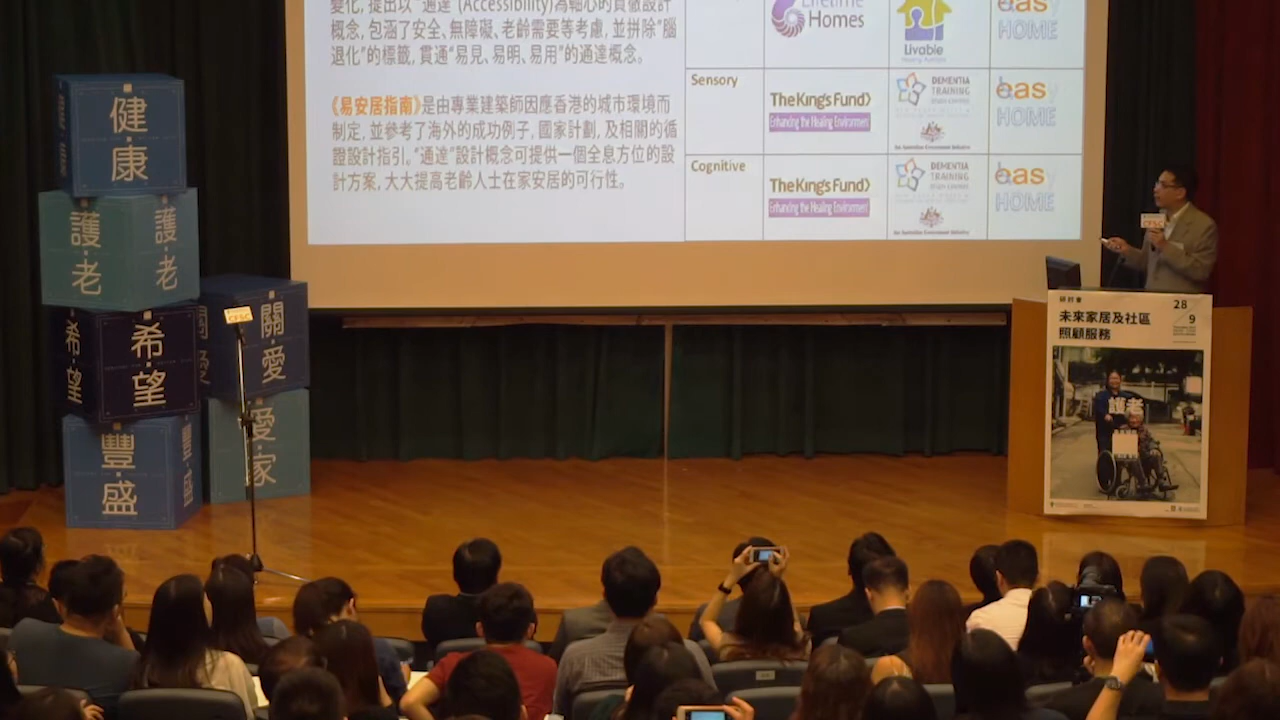 變化, 提出以 "通達"(Accessibility)為軸心的貫徹設計
概念, 包涵了安全、無障礙、老齡需要等考慮, 並拼除"腦
退化"的標籤, 貫通"易見、易明、易用"的通達概念。
《易安居指南》是由專業建築師因應香港的城市環境而
制定, 並參考了海外的成功例子, 國家計劃, 及相關的循
證設計指引。"通達"設計概念可提供一個全息方位的設
計方案, 大大提高老齡人士在家安居的可行性。
Lifetime
Homes
Livable
easy
HOME
Sensory
The King's Fund
Enhancing the Healing Environment
DEMENTIA
TRAINING
easy
HOME
Cognitive
The King's Fund
Enhancing the Healing Environment
DEMENTIA
TRAINING
easy
HOME
健康
護老
護老
希望
希望
豐盛
豐盛
關愛
關愛
愛家
CFSC
CFSC
研討會
28
9
未來家居及社區
照顧服務
護老